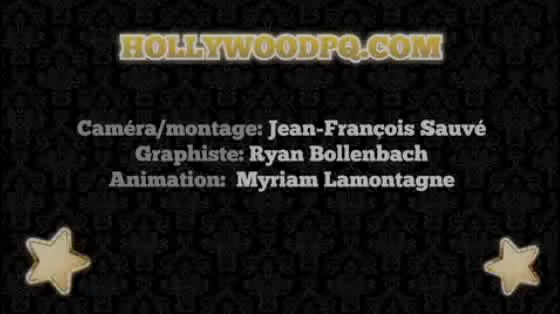 HOLLYWOODPQ.COM
Caméra/montage: Jean-François Sauvé
Graphiste: Ryan Bollenbach
Animation: Myriam Lamontagne